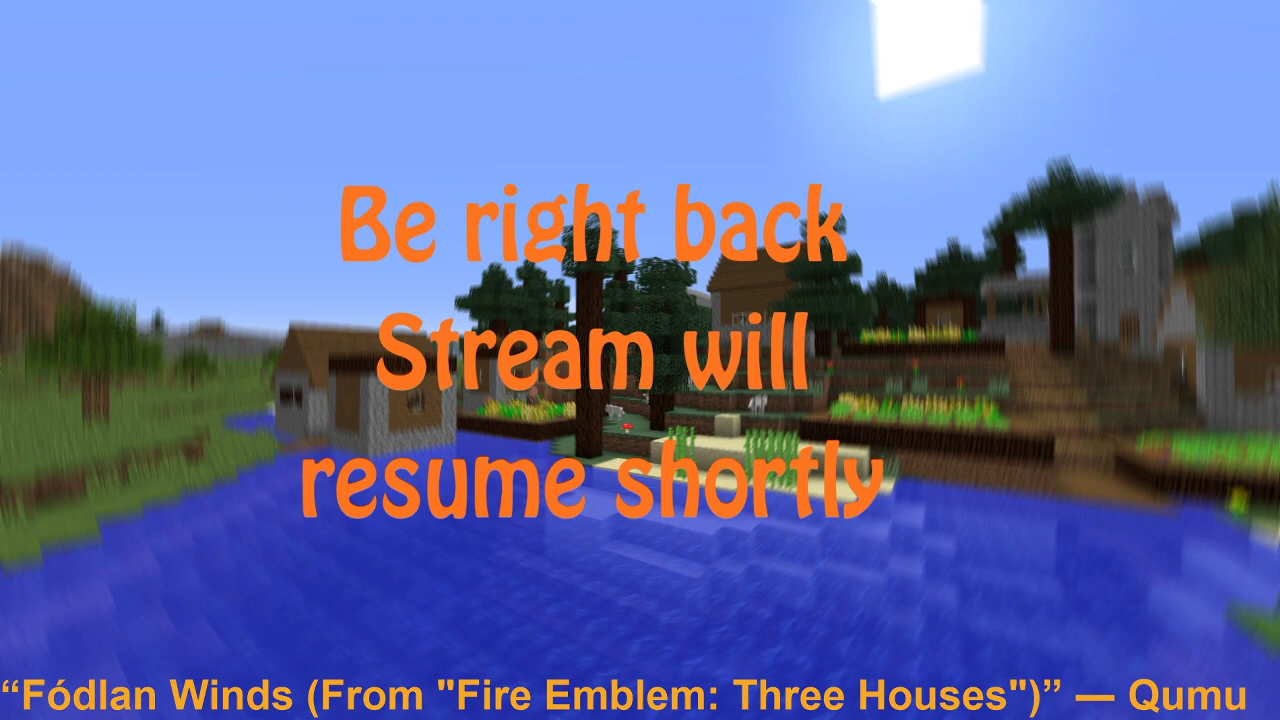 Be right back
Stream will
resume shortly
“Fódlan Winds (From "Fire Emblem: Three Houses")” — Qumu